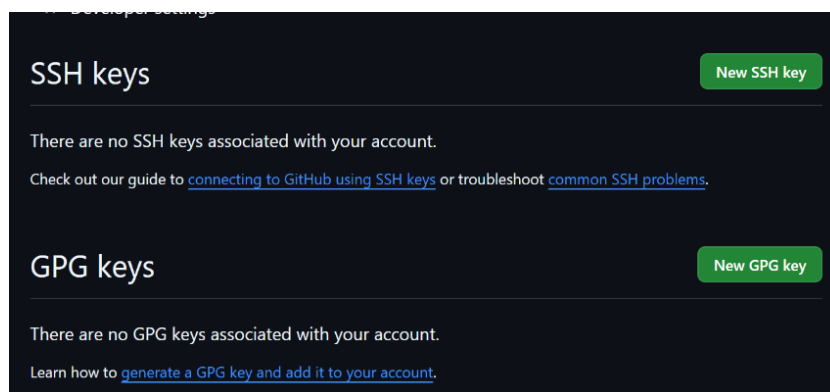 Developer settings
SSH keys
New SSH key
There are no SSH keys associated with your account.
Check out our guide to connecting to GitHub using SSH keys or troubleshoot common SSH problems.
GPG keys
New GPG key
There are no GPG keys associated with your account.
Learn how to generate a GPG key and add it to your account.